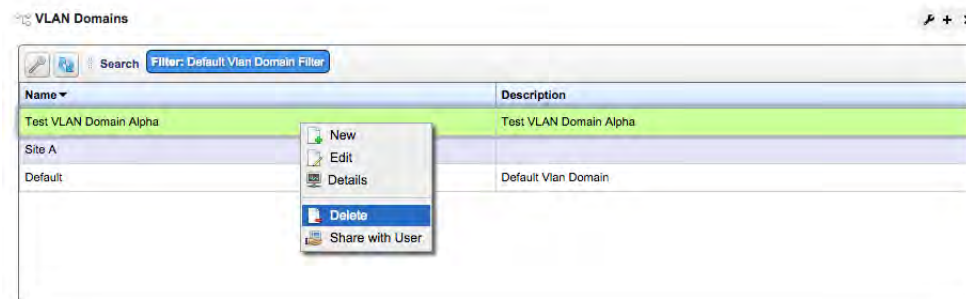 VLAN Domains
Search Filter: Default Vlan Domain Filter
Name Description
Test VLAN Domain Alpha Test VLAN Domain Alpha
New
Site A
Edit
Default Details Default Vlan Domain
Delete
Share with User